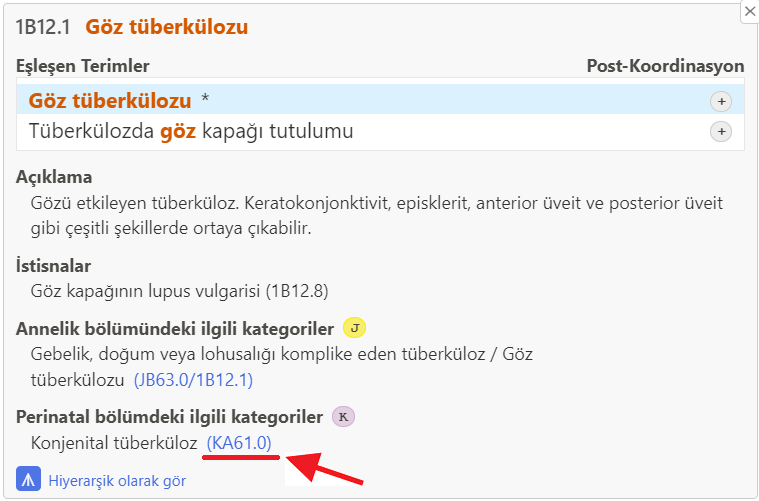 1B12.1 Göz tüberkülozu
Eşleşen Terimler Post-Koordinasyon
Göz tüberkülozu *
Tüberkülozda göz kapağı tutulumu
Açıklama
Gözü etkileyen tüberküloz. Keratokonjonktivit, episklerit, anterior üveit ve posterior üveit
gibi çeşitli şekillerde ortaya çıkabilir.
İstisnalar
Göz kapağının lupus vulgarisi (1B12.8)
Annelik bölümündeki ilgili kategoriler J
Gebelik, doğum veya lohusalığı komplike eden tüberküloz / Göz
tüberkülozu (JB63.0/1B12.1)
Perinatal bölümdeki ilgili kategoriler K
Konjenital tüberküloz (KA61.0)
Hiyerarşik olarak gör